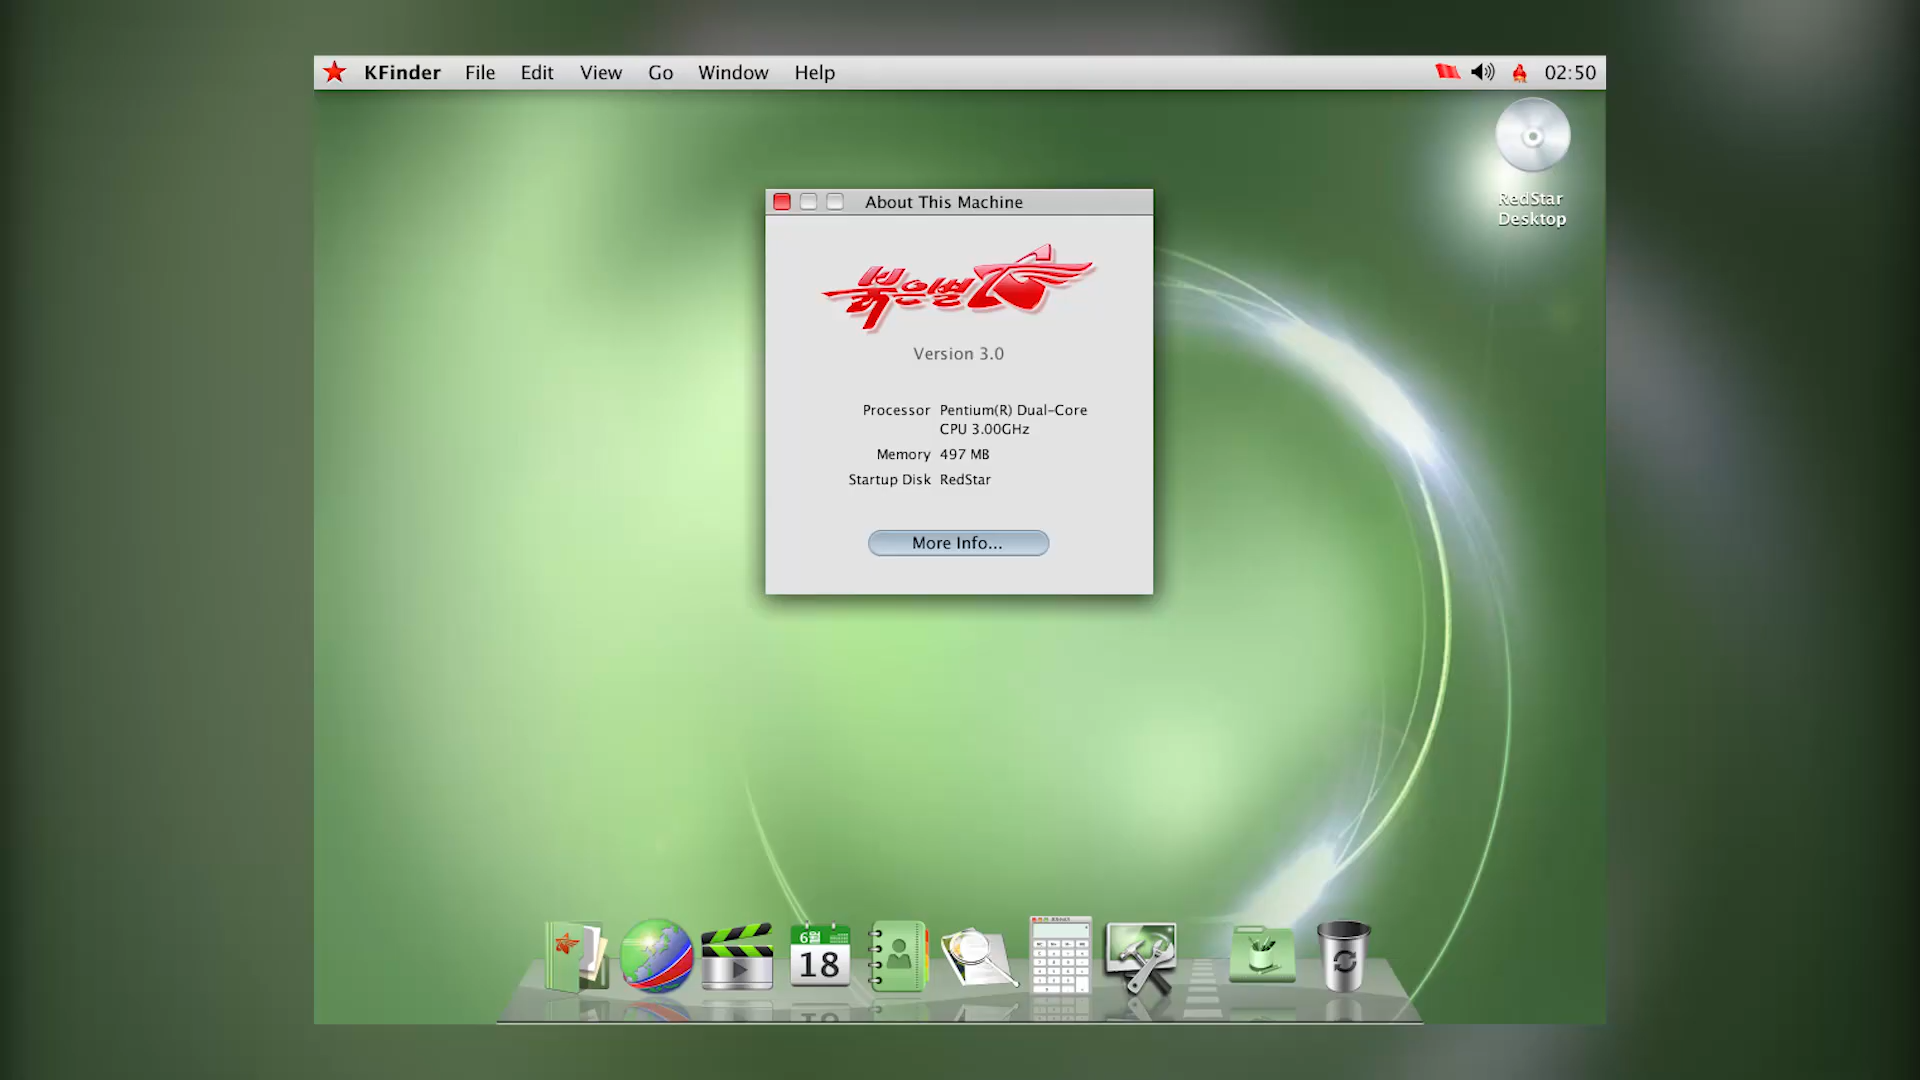 KFinder File Edit View Go Window Help 02:50
RedStar
Desktop
About This Machine
붉은별
Version 3.0
Processor Pentium(R) Dual-Core
CPU 3.00GHz
Memory 497 MB
Startup Disk RedStar
More Info...
6월
18